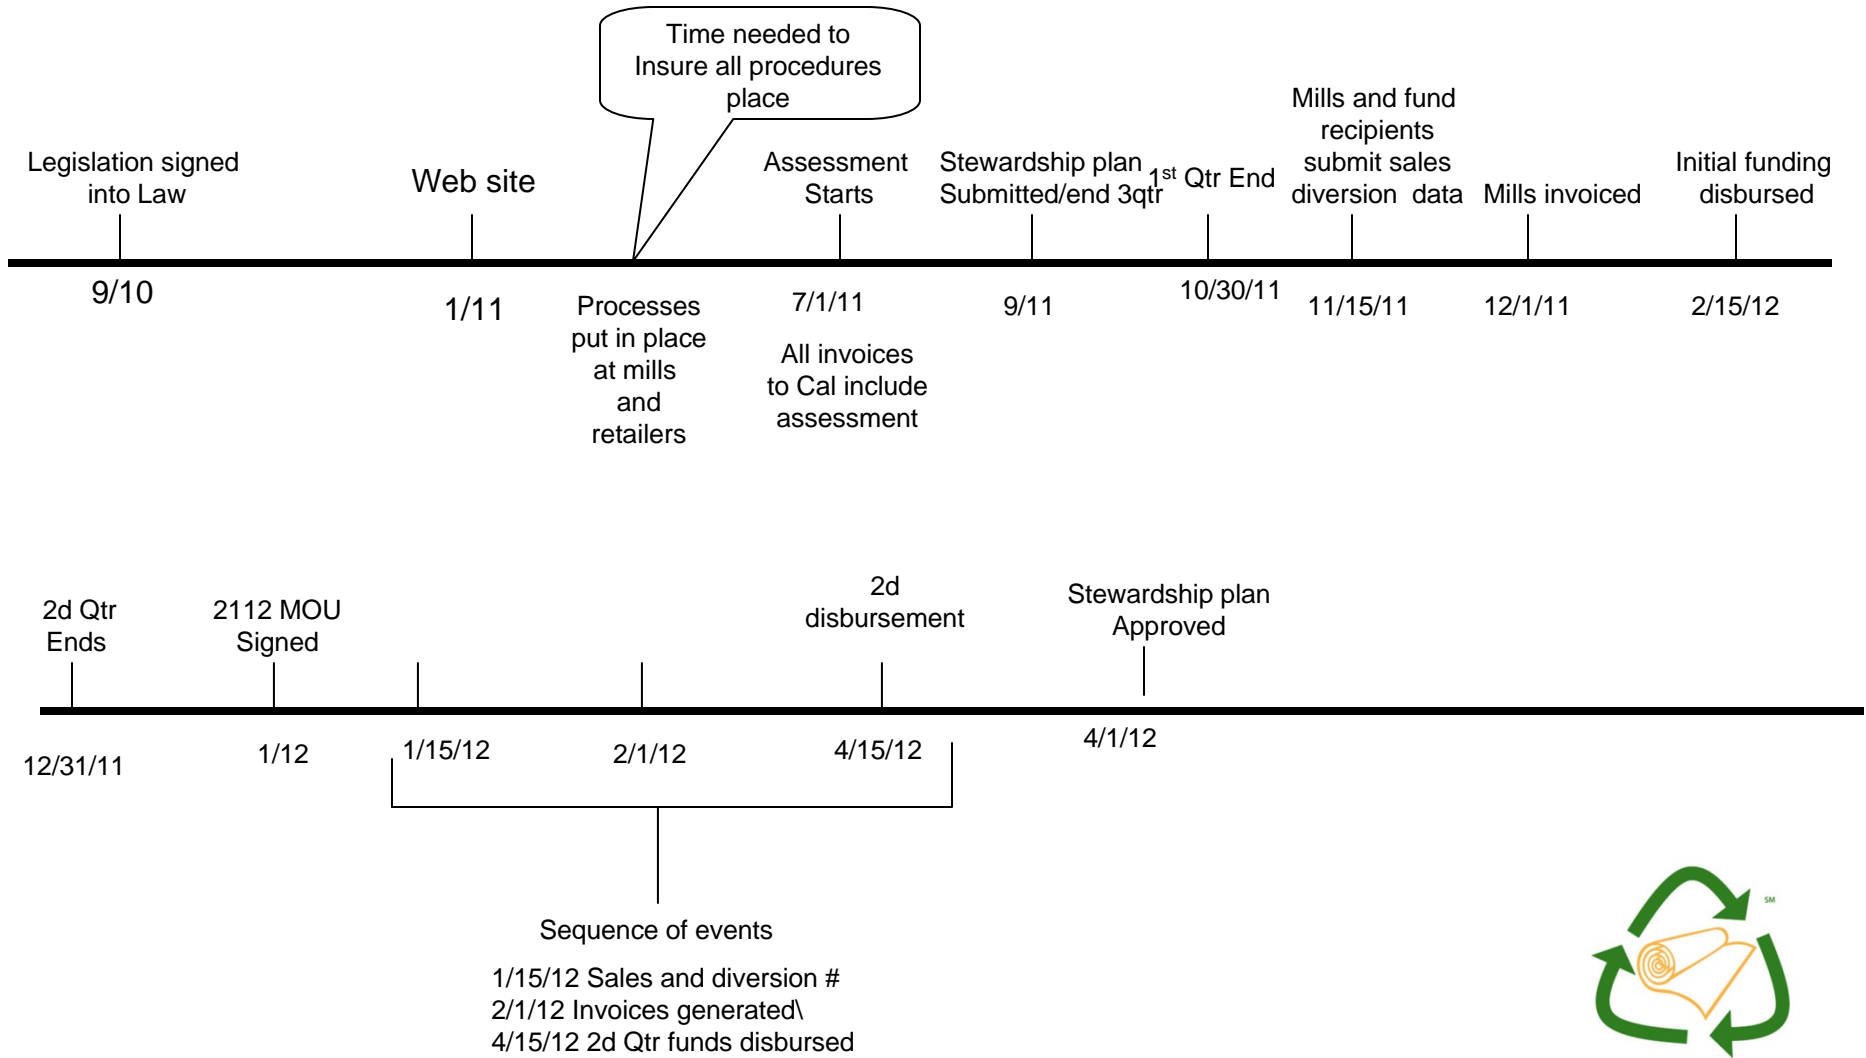 Time needed to
Insure all procedures
place
Legislation signed
into Law
Web site
Assessment
Starts
Stewardship plan
Submitted/end 3qtr
1st Qtr End
Mills and fund
recipients
submit sales
diversion data
Mills invoiced
Initial funding
disbursed
9/10
1/11
Processes
put in place
at mills
and
retailers
7/1/11
All invoices
to Cal include
assessment
9/11
10/30/11
11/15/11
12/1/11
2/15/12
2d Qtr
Ends
2112 MOU
Signed
2d
disbursement
Stewardship plan
Approved
12/31/11
1/12
1/15/12
2/1/12
4/15/12
4/1/12
Sequence of events
1/15/12 Sales and diversion #
2/1/12 Invoices generated\
4/15/12 2d Qtr funds disbursed
SM